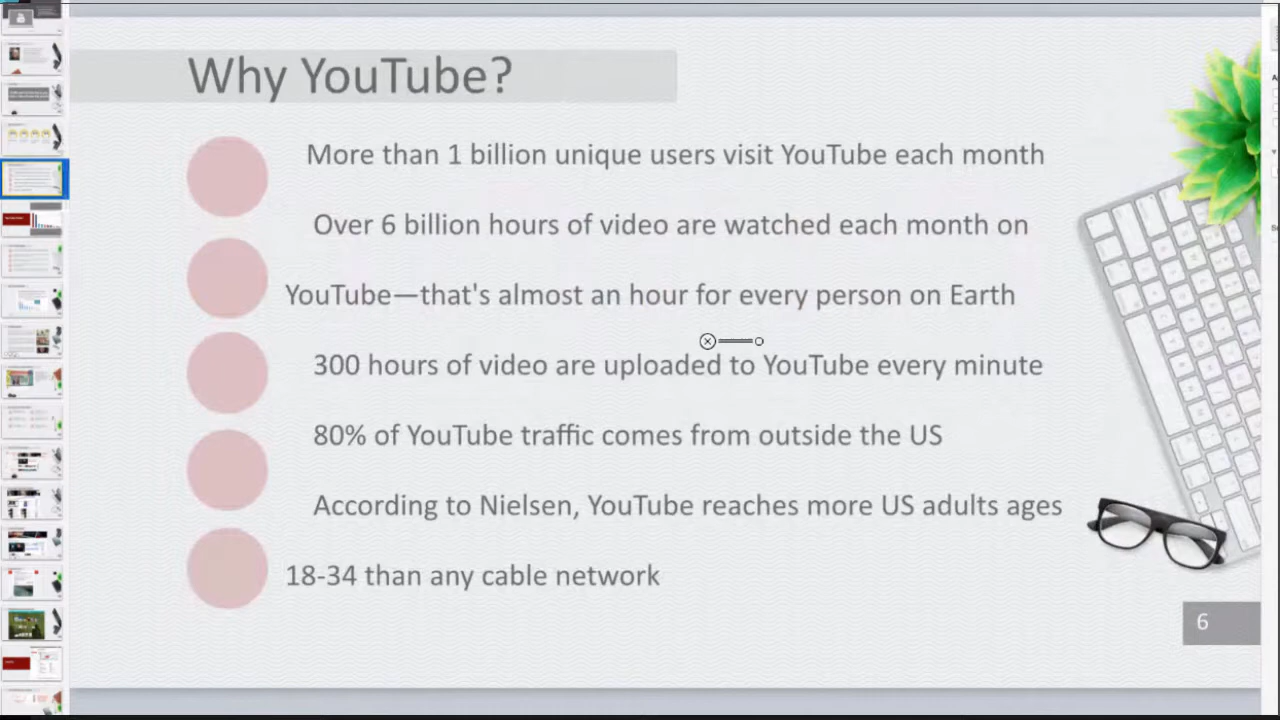 Why YouTube?
More than 1 billion unique users visit YouTube each month
Over 6 billion hours of video are watched each month on
YouTube—that's almost an hour for every person on Earth
300 hours of video are uploaded to YouTube every minute
80% of YouTube traffic comes from outside the US
According to Nielsen, YouTube reaches more US adults ages
18-34 than any cable network
6